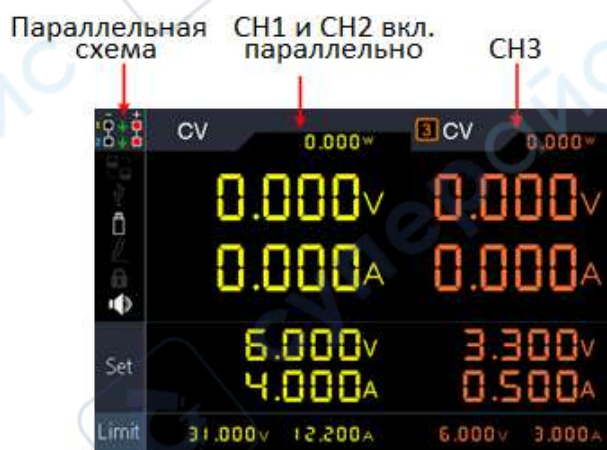 Параллельная схема
CH1 и CH2 вкл. параллельно
CH3
CV
0.000W
3 CV
0.000W
0.000V
0.000V
0.000A
0.000A
Set
6.000V
3.300V
4.000A
0.500A
Limit
31.000V 12.200A
6.000V 3.000A